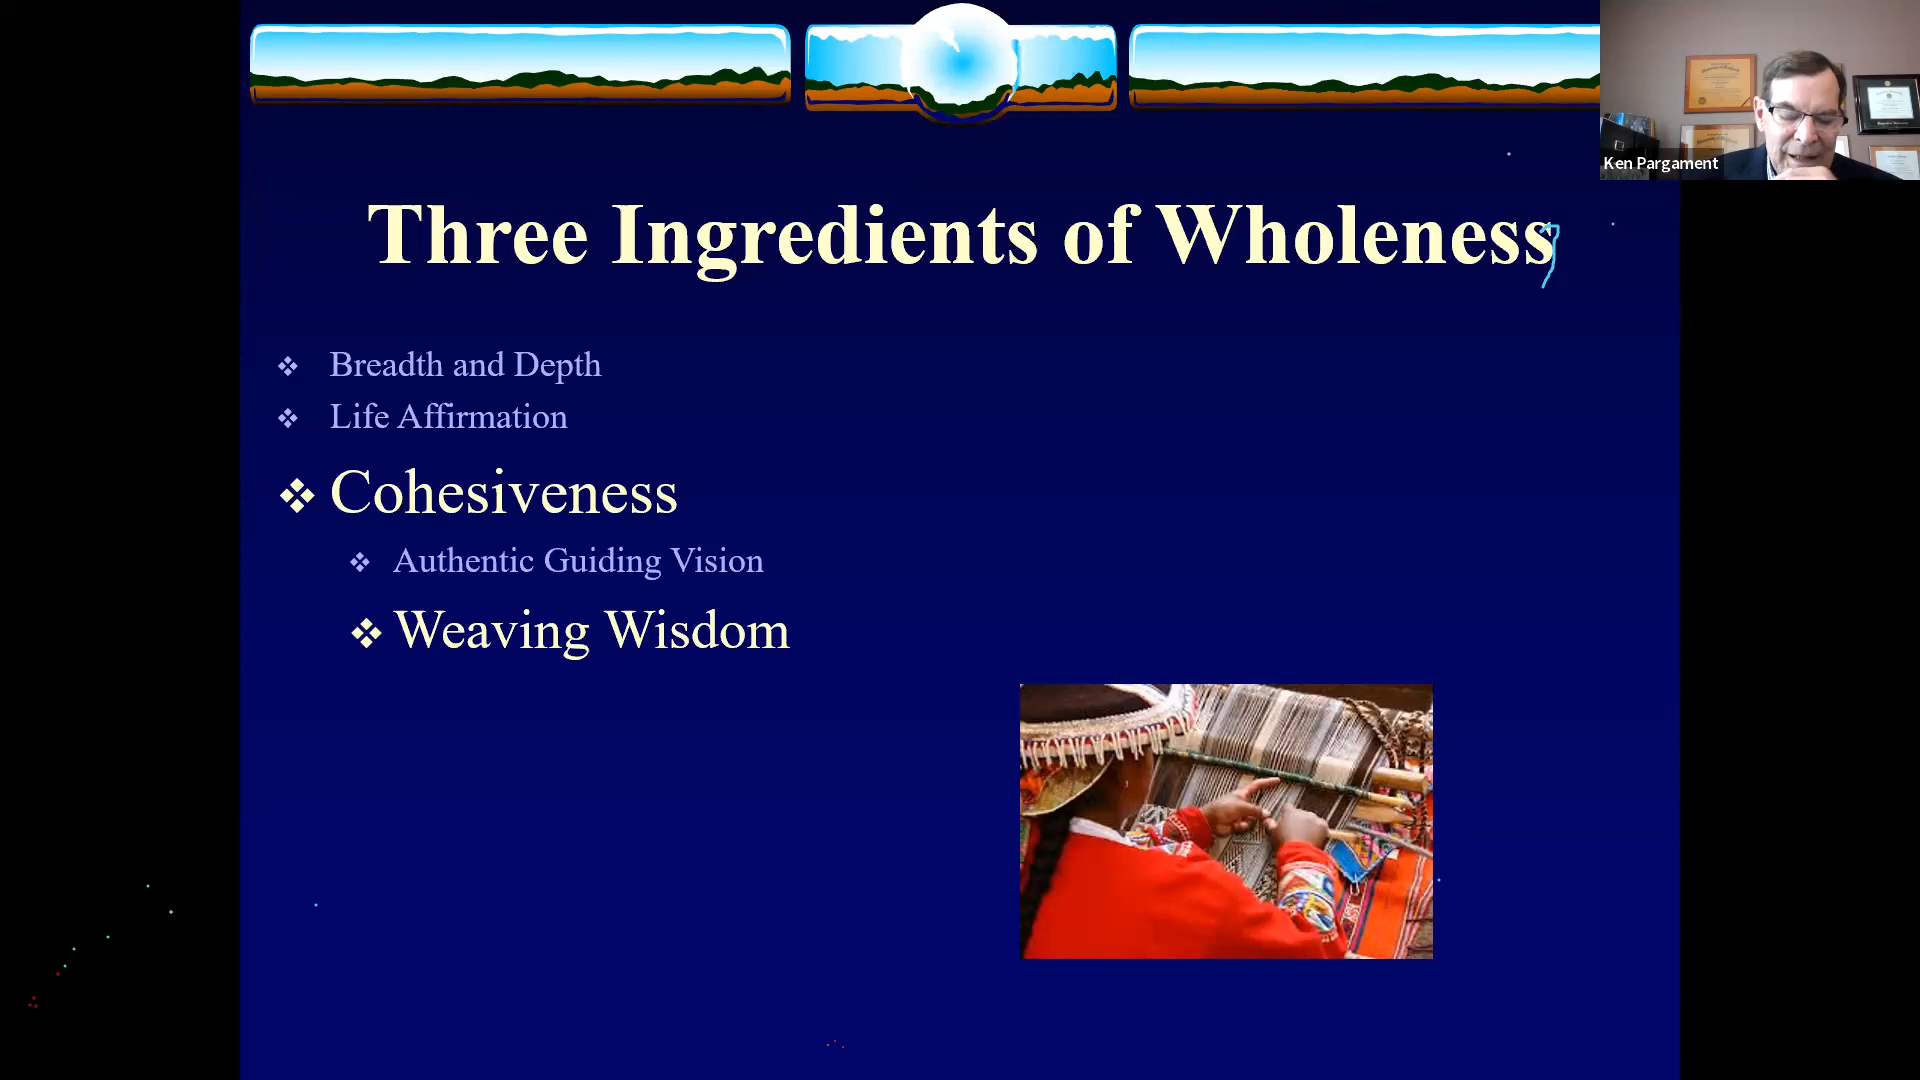 Ken Pargament
Three Ingredients of Wholeness
Breadth and Depth
Life Affirmation
Cohesiveness
Authentic Guiding Vision
Weaving Wisdom